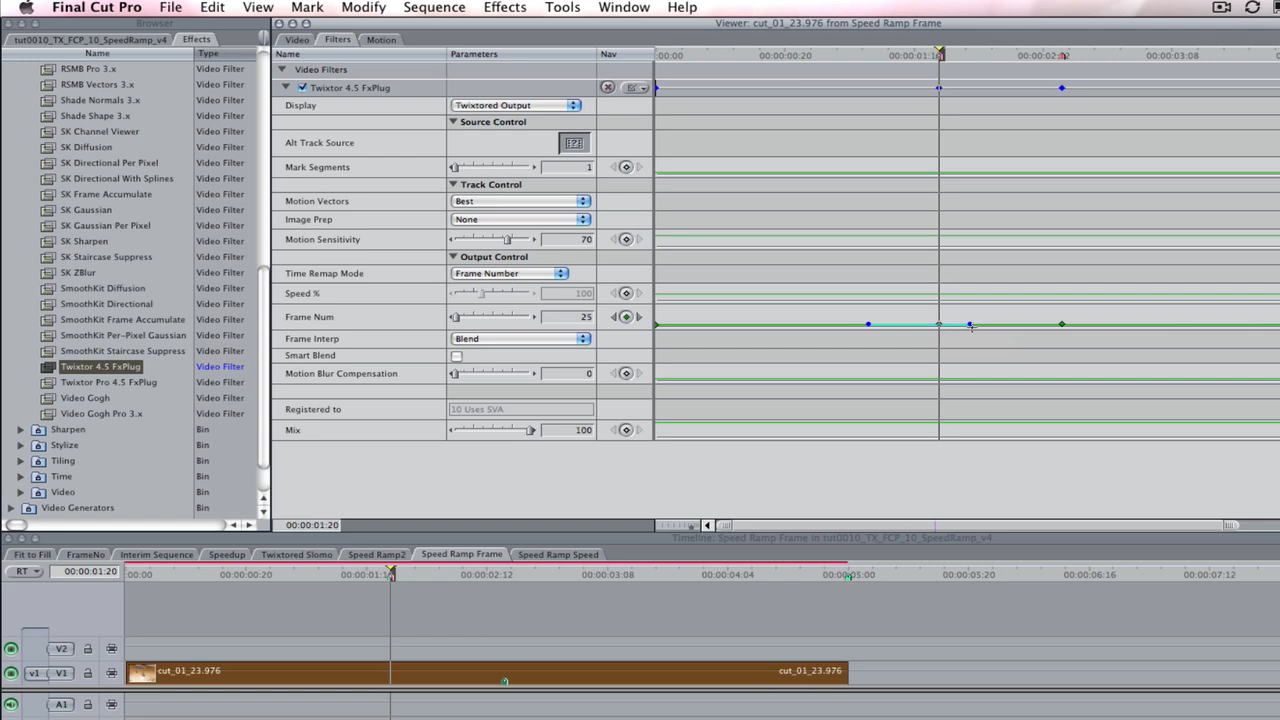 Final Cut Pro File Edit View Mark Modify Sequence Effects Tools Window Help
Browser
Viewer: cut_01_23.976 from Speed Ramp Frame
tut0010_TX_FCP_10_SpeedRamp_v4 Effects
Name Type
RSMB Pro 3.x Video Filter
RSMB Vectors 3.x Video Filter
Shade Normals 3.x Video Filter
Shade Shape 3.x Video Filter
SK Channel Viewer Video Filter
SK Diffusion Video Filter
SK Directional Per Pixel Video Filter
SK Directional With Splines Video Filter
SK Frame Accumulate Video Filter
SK Gaussian Video Filter
SK Gaussian Per Pixel Video Filter
SK Sharpen Video Filter
SK Staircase Suppress Video Filter
SK ZBlur Video Filter
SmoothKit Diffusion Video Filter
SmoothKit Directional Video Filter
SmoothKit Frame Accumulate Video Filter
SmoothKit Per-Pixel Gaussian Video Filter
SmoothKit Staircase Suppress Video Filter
Twixtor 4.5 FxPlug Video Filter
Twixtor Pro 4.5 FxPlug Video Filter
Video Gogh Video Filter
Video Gogh Pro 3.x Video Filter
Sharpen Bin
Stylize Bin
Tiling Bin
Time Bin
Video Bin
Video Generators Bin
Video Filters Motion
Name Parameters Nav
:00:00 00:00:00:20 00:00:02:12 00:00:03:08
Video Filters
Twixtor 4.5 FxPlug
Display Twixtored Output
Source Control
Alt Track Source [?]
Mark Segments 1
Track Control
Motion Vectors Best
Image Prep None
Motion Sensitivity 70
Output Control
Time Remap Mode Frame Number
Speed % 100
Frame Num 25
Frame Interp Blend
Smart Blend
Motion Blur Compensation 0
Registered to 10 Uses SVA
Mix 100
00:00:01:20
Timeline: Speed Ramp Frame in tut0010_TX_FCP_10_SpeedRamp_v4
Fit to Fill FrameNo Interim Sequence Speedup Twixtored Slomo Speed Ramp2 Speed Ramp Frame Speed Ramp Speed
RT 00:00:01:20 :00:00 00:00:00:20 00:00:02:12 00:00:03:08 00:00:04:04 00:00:05:00 00:00:05:20 00:00:06:16 00:00:07:12
V2
v1 V1 cut_01_23.976 cut_01_23.976
A1